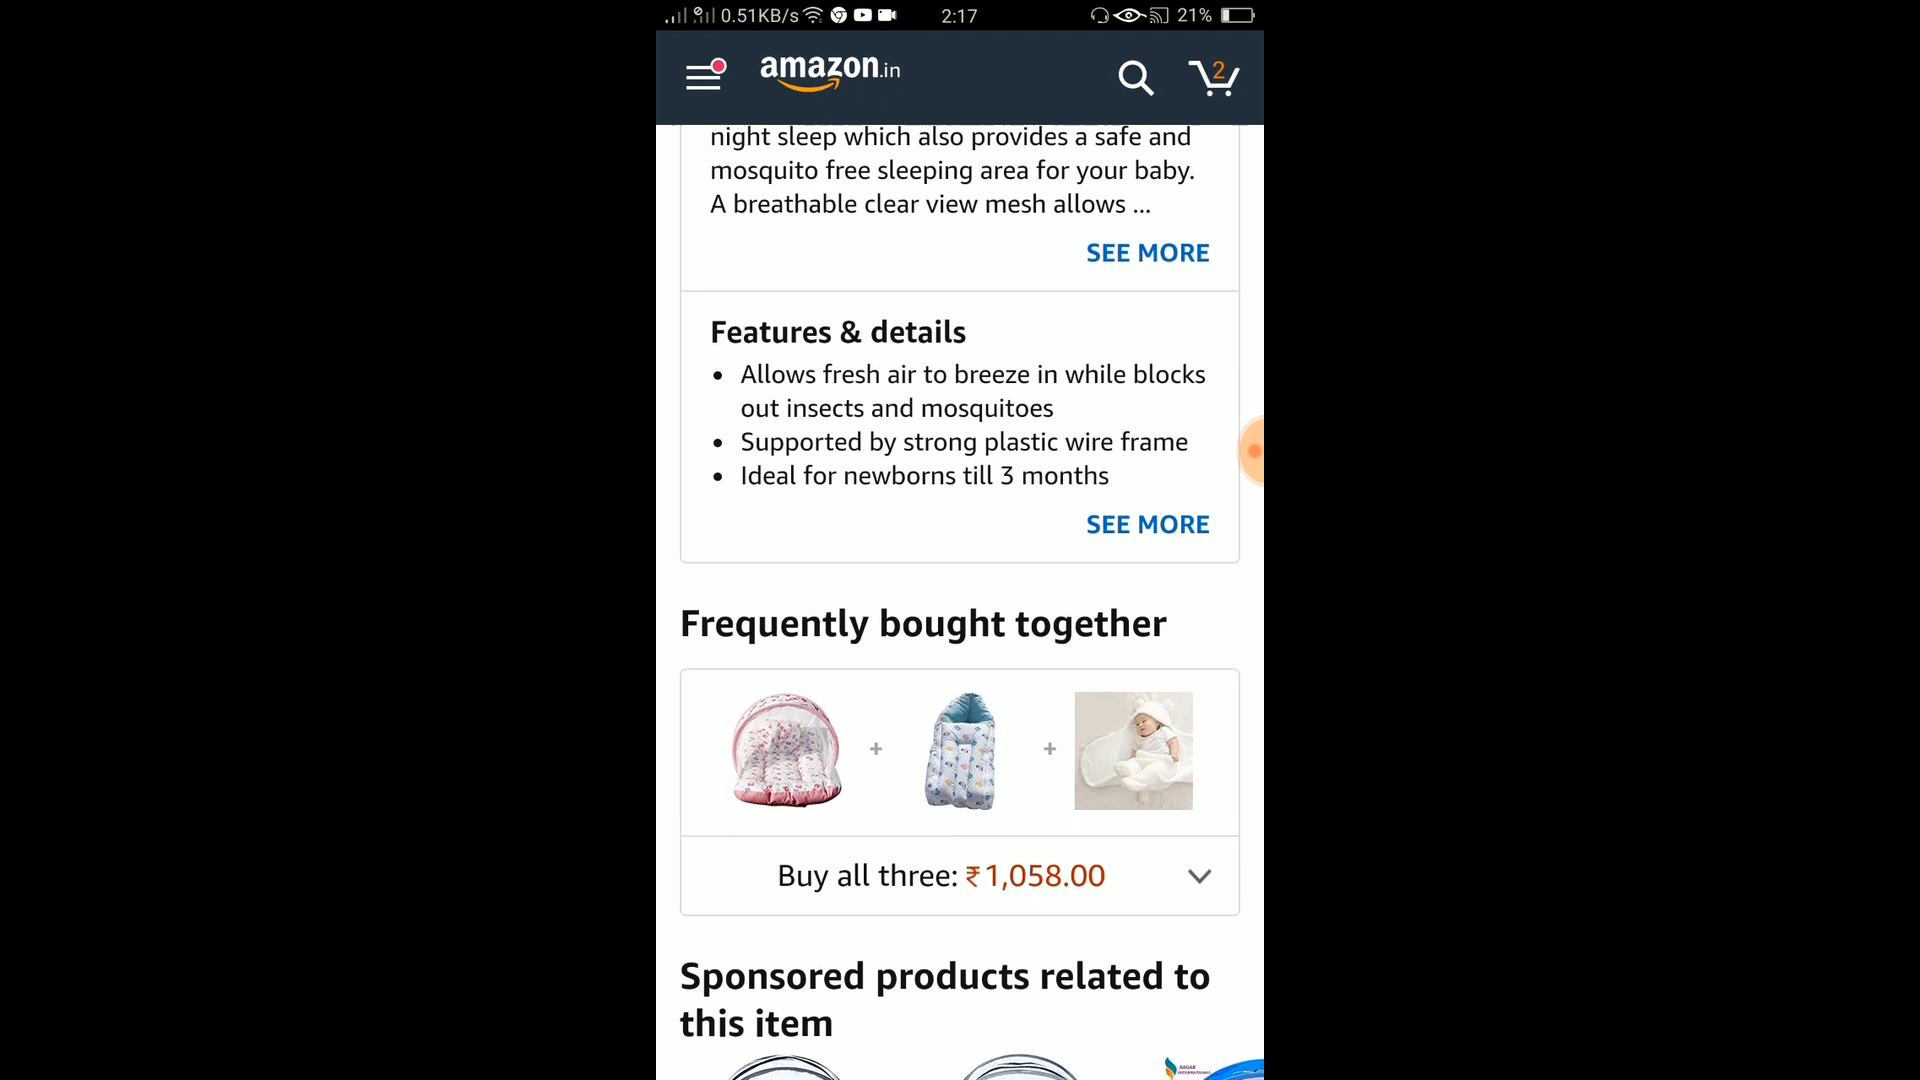 0.51KB/s
2:17
21%
amazon.in
2
night sleep which also provides a safe and
mosquito free sleeping area for your baby.
A breathable clear view mesh allows ...
SEE MORE
Features & details
• Allows fresh air to breeze in while blocks
out insects and mosquitoes
• Supported by strong plastic wire frame
• Ideal for newborns till 3 months
SEE MORE
Frequently bought together
+
+
Buy all three: ₹1,058.00
Sponsored products related to
this item
NAGAR
INTERNATIONAL